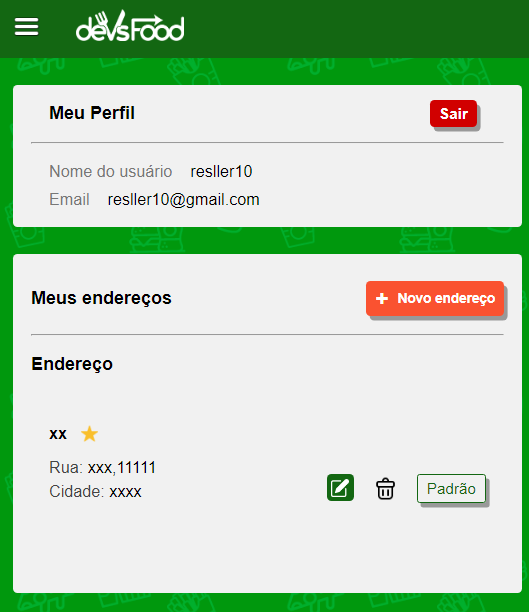 devsFood
Meu Perfil
Sair
Nome do usuário resller10
Email resller10@gmail.com
Meus endereços
+ Novo endereço
Endereço
xx
Rua: xxx,11111
Cidade: xxxx
Padrão